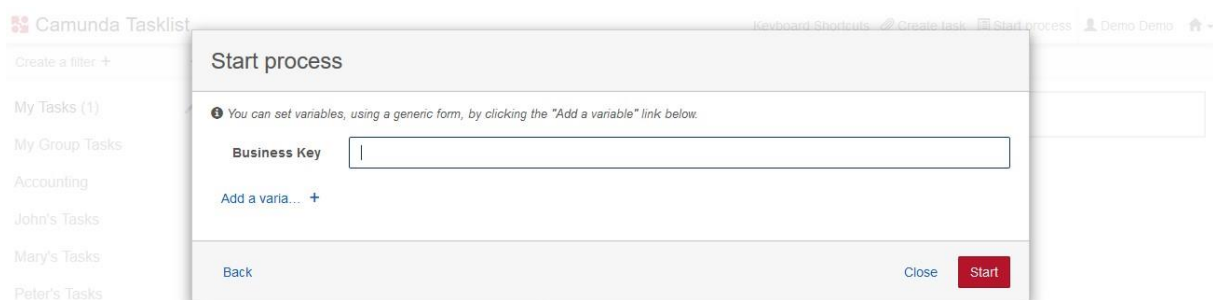 Camunda Tasklist
Keyboard Shortcuts Create task Start process Demo Demo
Create a filter +
Start process
My Tasks (1)
You can set variables, using a generic form, by clicking the "Add a variable" link below.
My Group Tasks
Business Key
Accounting
Add a varia... +
John's Tasks
Mary's Tasks
Back Close Start
Peter's Tasks